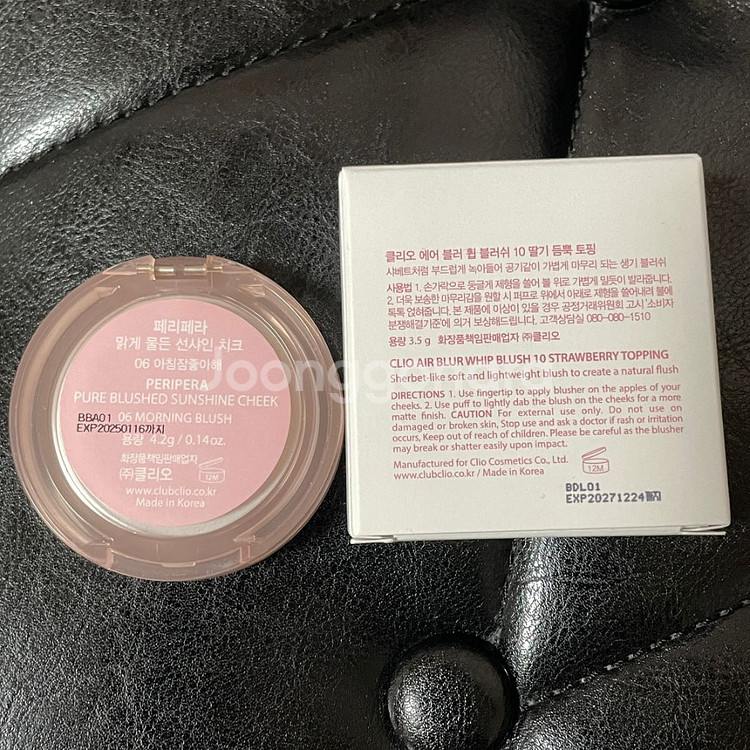 페리페라
맑게 물든 선샤인 치크
06 아침잠좋아해
PERIPERA
PURE BLUSHED SUNSHINE CHEEK
06 MORNING BLUSH
BBA01
EXP20250116까지
용량 4.2g / 0.14oz.
화장품책임판매업자
㈜클리오
12M
www.clubclio.co.kr
Made in Korea
클리오 에어 블러 휩 블러쉬 10 딸기 듬뿍 토핑
샤베트처럼 부드럽게 녹아들어 공기같이 가볍게 마무리 되는 생기 블러쉬
사용법 1. 손가락으로 둥글게 제형을 쓸어 볼 위로 가볍게 밀듯이 발라줍니다.
2. 더욱 보송한 마무리감을 원할 시 퍼프로 위에서 아래로 제형을 쓸어내려 볼에
톡톡 얹혀줍니다. 본 제품에 이상이 있을 경우 공정거래위원회 고시 '소비자
분쟁해결기준'에 의거 보상해드립니다. 고객상담실 080-080-1510
용량 3.5 g 화장품책임판매업자 ㈜클리오
CLIO AIR BLUR WHIP BLUSH 10 STRAWBERRY TOPPING
Sherbet-like soft and lightweight blush to create a natural flush
DIRECTIONS 1. Use fingertip to apply blusher on the apples of your
cheeks. 2. Use puff to lightly dab the blush on the cheeks for a more
matte finish. CAUTION For external use only. Do not use on
damaged or broken skin, Stop use and ask a doctor if rash or irritation
occurs, Keep out of reach of children. Please be careful as the blusher
may break or shatter easily upon impact.
Manufactured for Clio Cosmetics Co., Ltd.
www.clubclio.co.kr / Made in Korea
12M
BDL01
EXP20271224까지